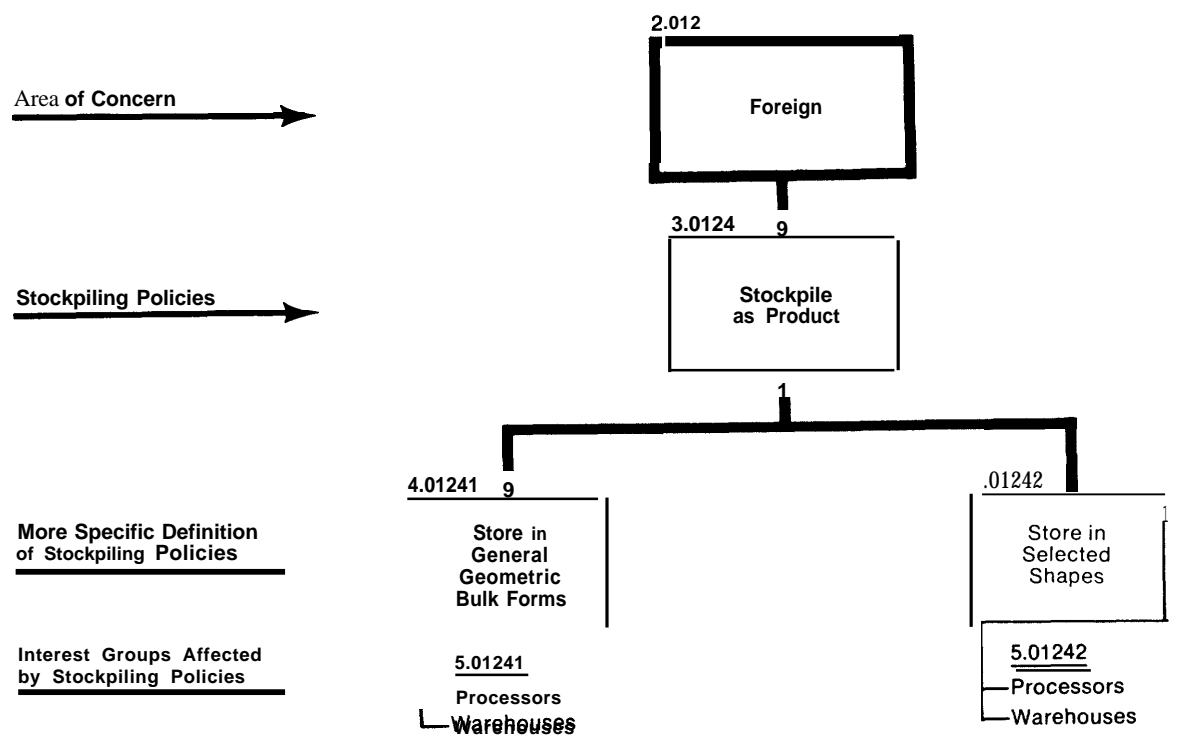 2.012
Area of Concern
Foreign
3.0124
9
Stockpiling Policies
Stockpile
as Product
1
4.01241
9
.01242
More Specific Definition
of Stockpiling Policies
Store in
General
Geometric
Bulk Forms
Store in
Selected
Shapes
1
Interest Groups Affected
by Stockpiling Policies
5.01241
Processors
Warehouses
5.01242
Processors
Warehouses